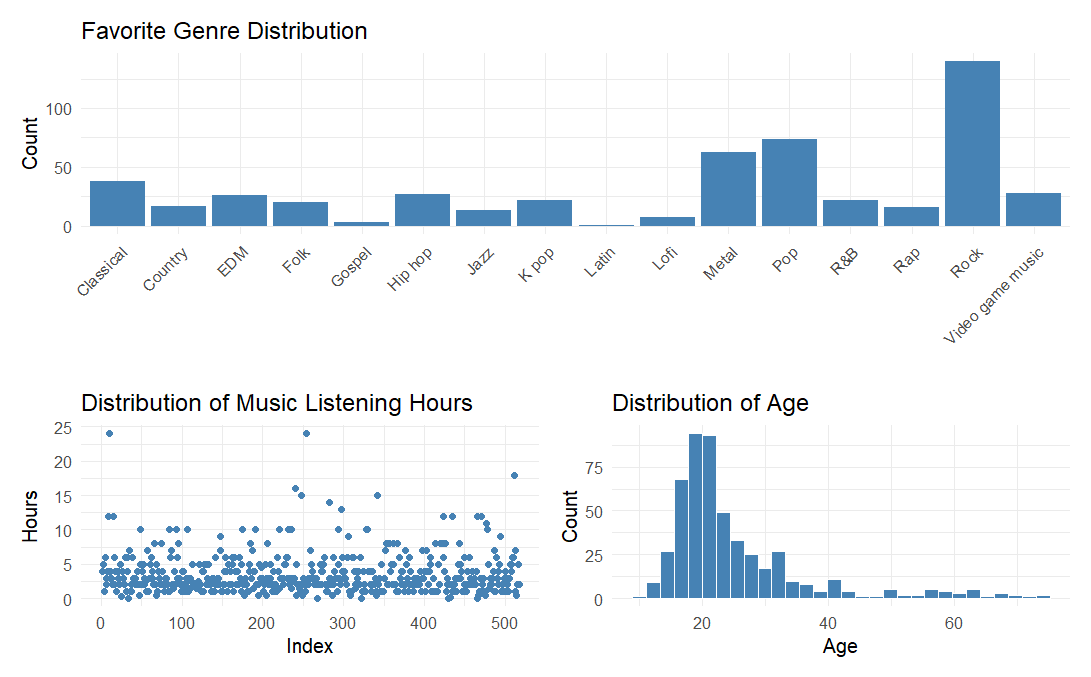 Favorite Genre Distribution
Count
100
50
0
Classical
Country
EDM
Folk
Gospel
Hip hop
Jazz
K pop
Latin
Lofi
Metal
Pop
R&B
Rap
Rock
Video game music
Distribution of Music Listening Hours
Hours
25
20
15
10
5
0
0 100 200 300 400 500
Index
Distribution of Age
Count
75
50
25
0
20 40 60
Age